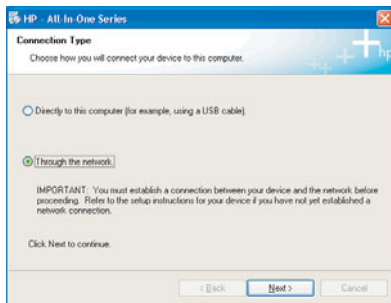 HP - All-In-One Series
Connection Type
Choose how you will connect your device to this computer.
hp
Directly to this computer (for example, using a USB cable).
Through the network.
IMPORTANT: You must establish a connection between your device and the network before
proceeding. Refer to the setup instructions for your device if you have not yet established a
network connection.
Click Next to continue.
< Back Next > Cancel